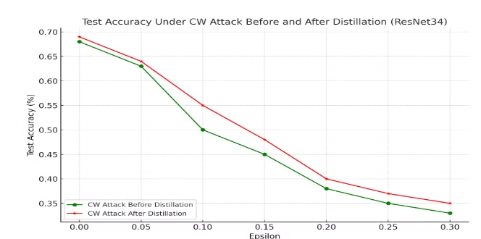 Test Accuracy Under CW Attack Before and After Distillation (ResNet34)
0.70
0.65
0.60
0.55
0.50
0.45
0.40
0.35
Test Accuracy (%)
CW Attack Before Distillation
CW Attack After Distillation
0.00 0.05 0.10 0.15 0.20 0.25 0.30
Epsilon